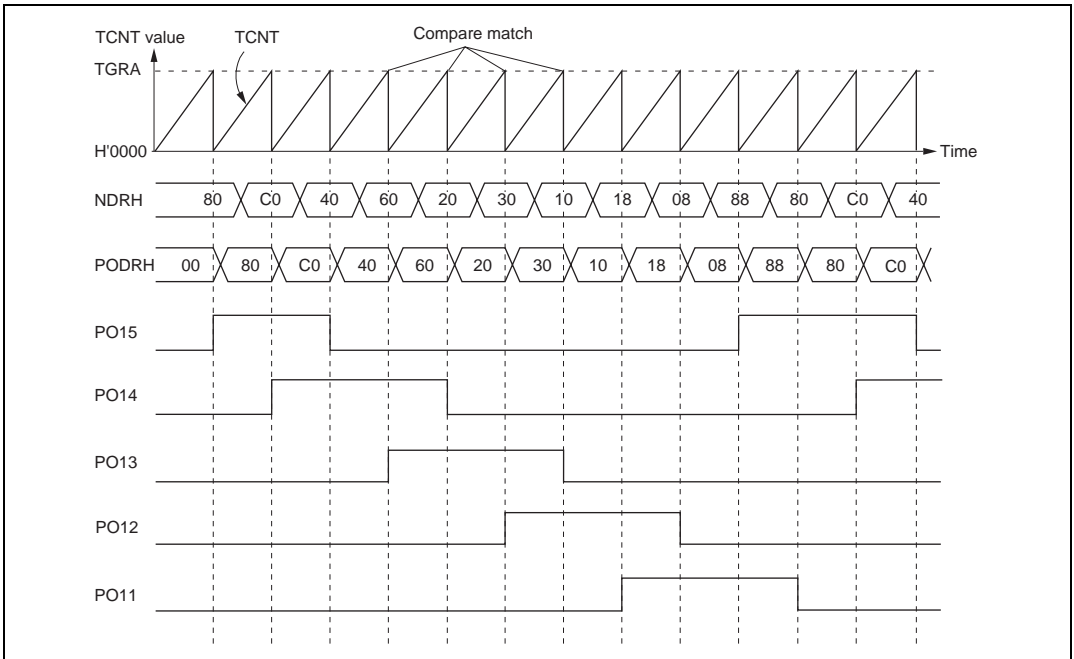 TCNT value TCNT Compare match
TGRA
H'0000 Time
NDRH 80 C0 40 60 20 30 10 18 08 88 80 C0 40
PODRH 00 80 C0 40 60 20 30 10 18 08 88 80 C0
PO15
PO14
PO13
PO12
PO11